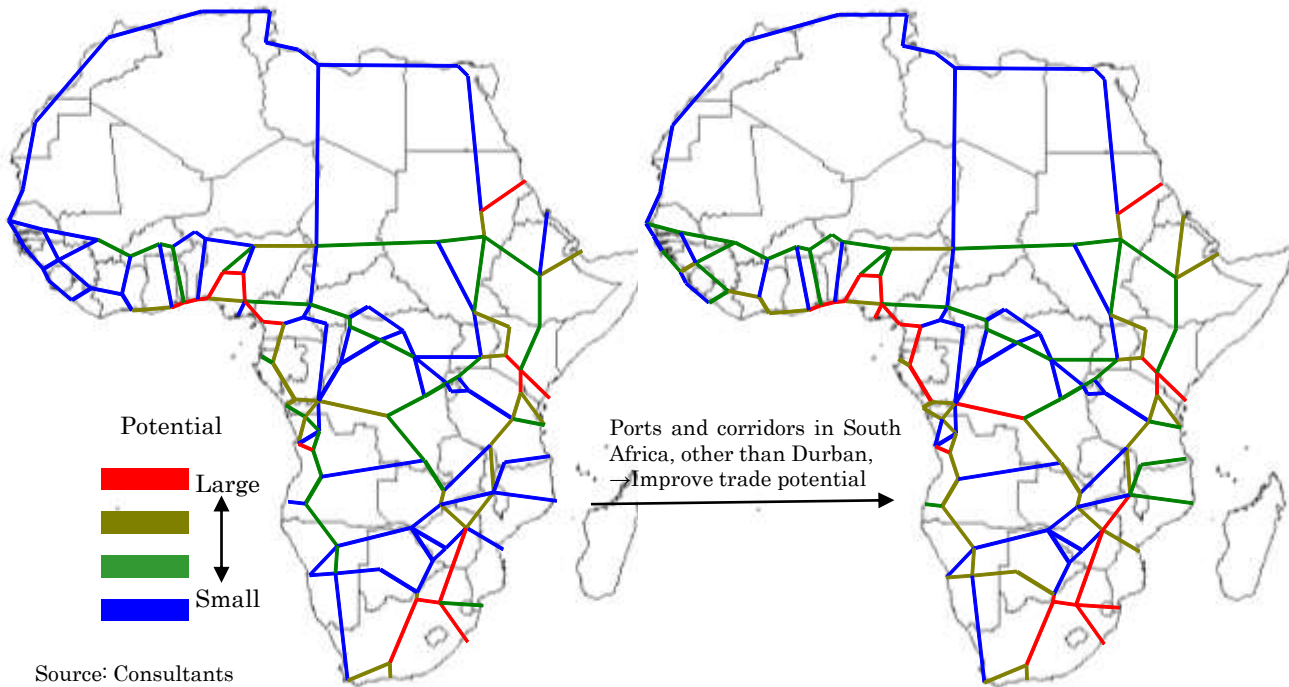 Potential
Large
Small
Source: Consultants
Ports and corridors in South
Africa, other than Durban,
→Improve trade potential